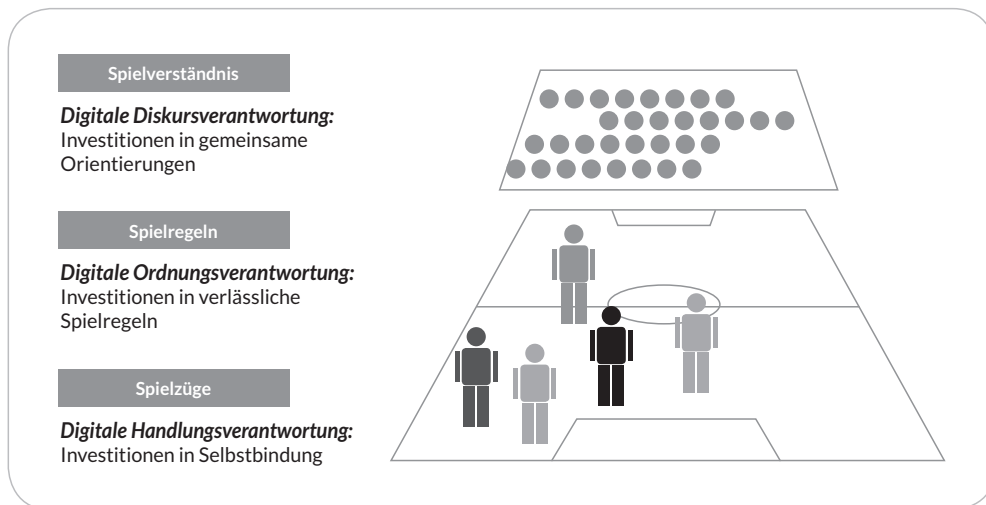 Spielverständnis
Digitale Diskursverantwortung:
Investitionen in gemeinsame
Orientierungen
Spielregeln
Digitale Ordnungsverantwortung:
Investitionen in verlässliche
Spielregeln
Spielzüge
Digitale Handlungsverantwortung:
Investitionen in Selbstbindung